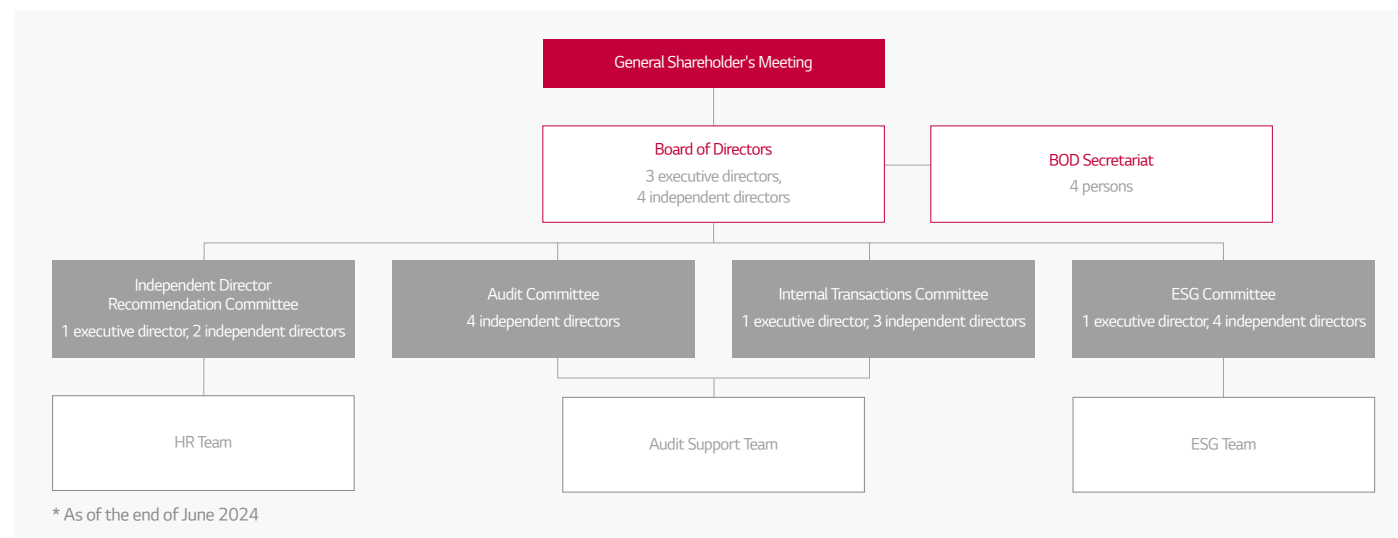 General Shareholder's Meeting
Board of Directors
3 executive directors,
4 independent directors
BOD Secretariat
4 persons
Independent Director
Recommendation Committee
1 executive director, 2 independent directors
Audit Committee
4 independent directors
Internal Transactions Committee
1 executive director, 3 independent directors
ESG Committee
1 executive director, 4 independent directors
HR Team
Audit Support Team
ESG Team
* As of the end of June 2024